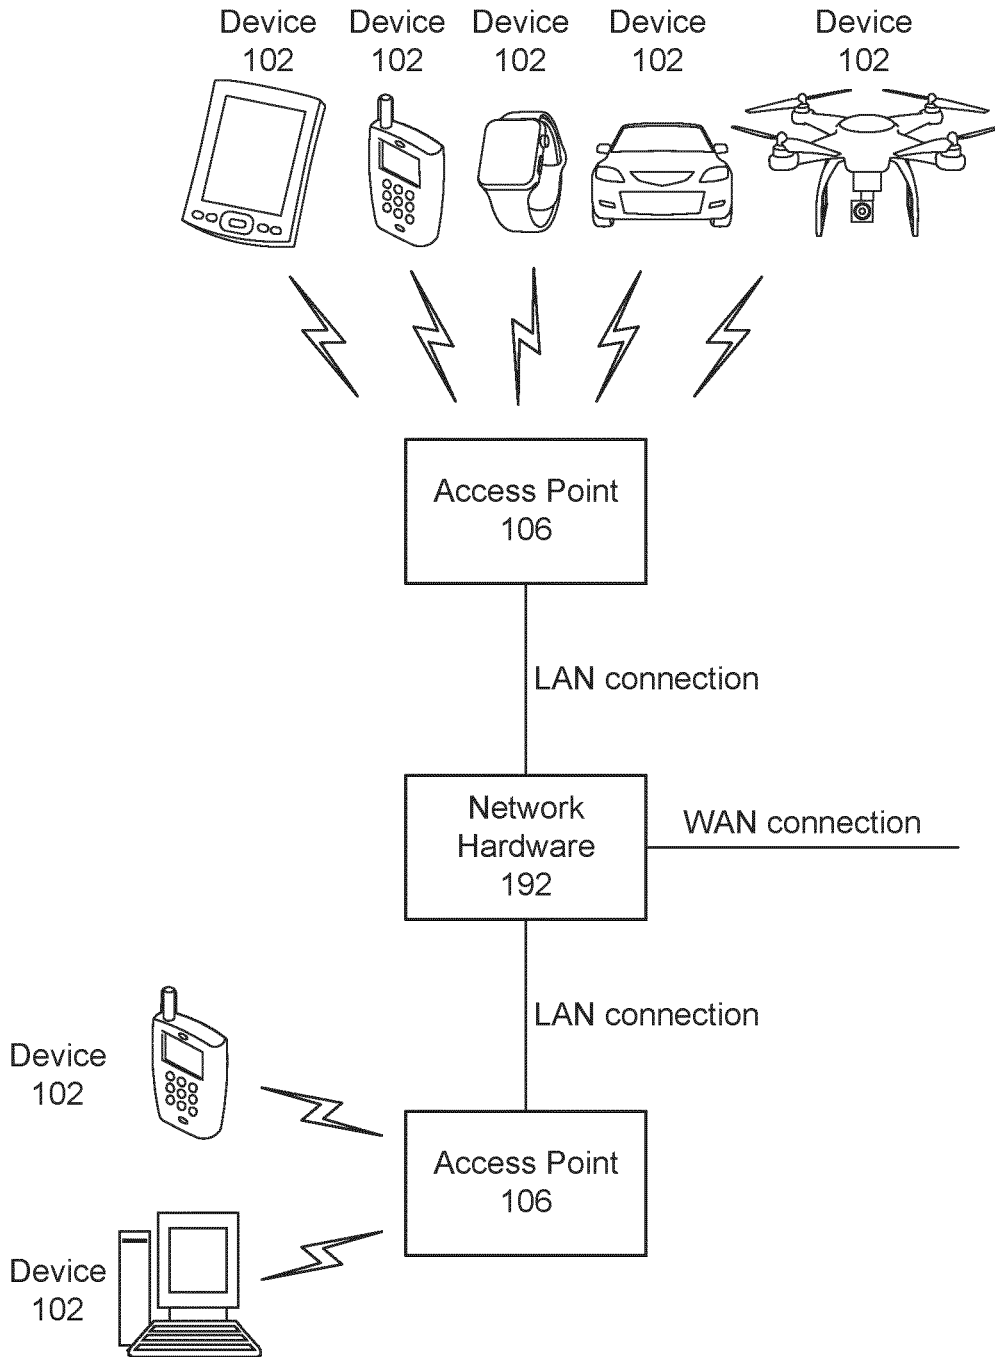 Device
102
Device
102
Device
102
Device
102
Device
102
Access Point
106
LAN connection
Network
Hardware
192
WAN connection
LAN connection
Device
102
Access Point
106
Device
102